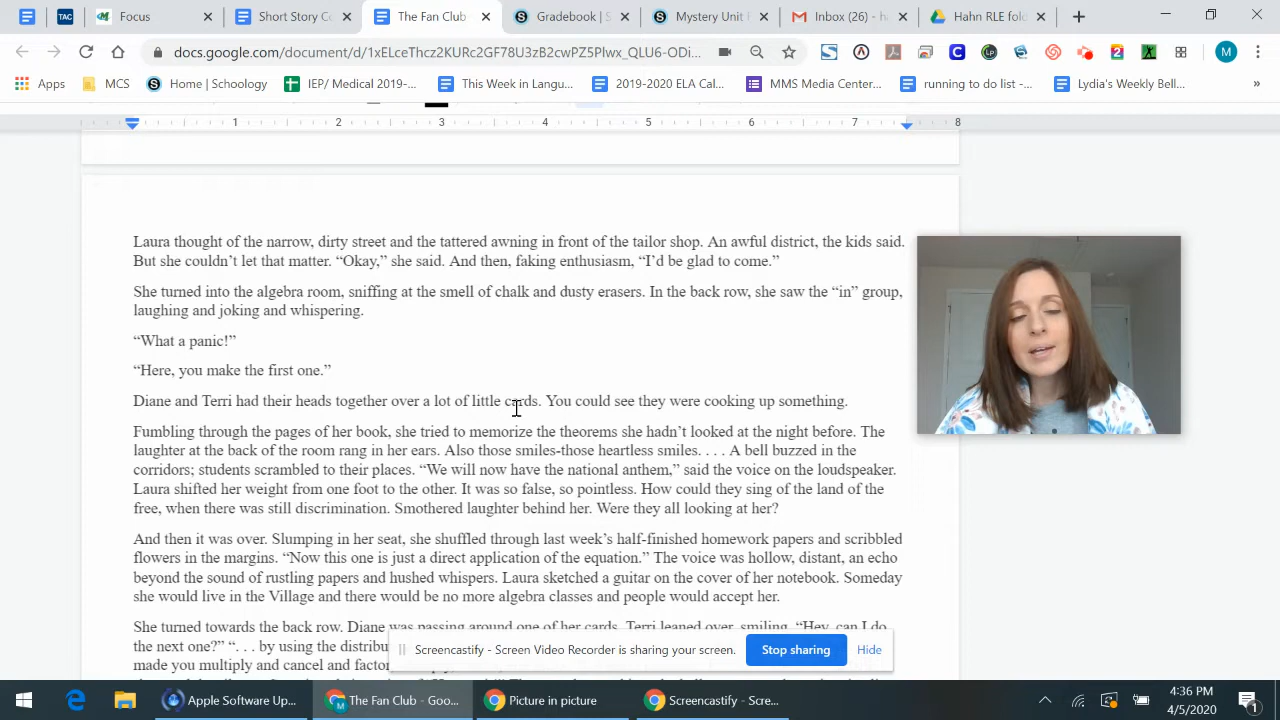 Focus
Short Story Co
The Fan Club
Gradebook | S
Mystery Unit F
Inbox (26) - ha
Hahn RLE fold
docs.google.com/document/d/1xELceThcz2KURc2GF78U3zB2cwPZ5PIwx_QLU6-ODi...
M
Apps
MCS
Home Schoology
IEP/ Medical 2019-...
This Week in Langu...
2019-2020 ELA Cal...
MMS Media Center...
running to do list -...
Lydia's Weekly Bell...
»
1 2 3 4 5 6 7 8
Laura thought of the narrow, dirty street and the tattered awning in front of the tailor shop. An awful district, the kids said.
But she couldn't let that matter. “Okay,” she said. And then, faking enthusiasm, “I'd be glad to come.”
She turned into the algebra room, sniffing at the smell of chalk and dusty erasers. In the back row, she saw the “in” group,
laughing and joking and whispering.
“What a panic!”
“Here, you make the first one.”
Diane and Terri had their heads together over a lot of little cards. You could see they were cooking up something.
Fumbling through the pages of her book, she tried to memorize the theorems she hadn't looked at the night before. The
laughter at the back of the room rang in her ears. Also those smiles-those heartless smiles. . . . A bell buzzed in the
corridors; students scrambled to their places. “We will now have the national anthem,” said the voice on the loudspeaker.
Laura shifted her weight from one foot to the other. It was so false, so pointless. How could they sing of the land of the
free, when there was still discrimination. Smothered laughter behind her. Were they all looking at her?
And then it was over. Slumping in her seat, she shuffled through last week's half-finished homework papers and scribbled
flowers in the margins. “Now this one is just a direct application of the equation.” The voice was hollow, distant, an echo
beyond the sound of rustling papers and hushed whispers. Laura sketched a guitar on the cover of her notebook. Someday
she would live in the Village and there would be no more algebra classes and people would accept her.
She turned towards the back row. Diane was passing around one of her cards. Terri leaned over, smiling. “Hey, can I do
the next one?” “. . . by using the distribu
made you multiply and cancel and factor
Screencastify - Screen Video Recorder is sharing your screen.
Stop sharing
Hide
Apple Software Up...
The Fan Club - Goo...
Picture in picture
Screencastify - Scre...
4:36 PM
4/5/2020